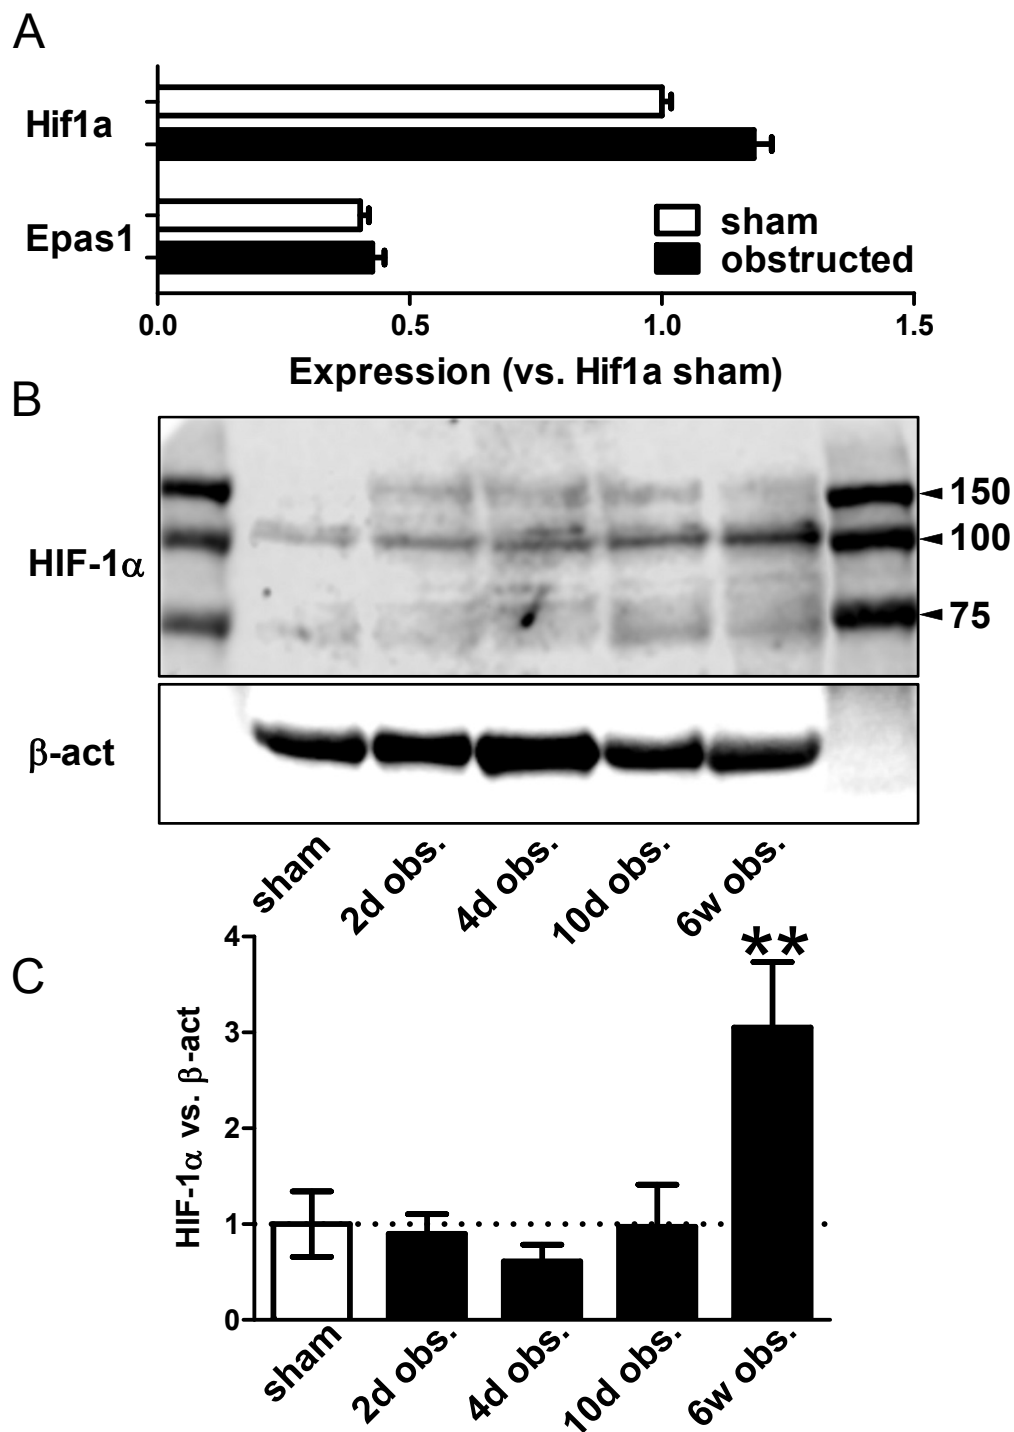 A
Hif1a
Epas1
sham
obstructed
0.0 0.5 1.0 1.5
Expression (vs. Hif1a sham)
B
HIF-1α
150
100
75
β-act
sham 2d obs. 4d obs. 10d obs. 6w obs.
C
HIF-1α vs. β-act
4
3
2
1
0
**
sham 2d obs. 4d obs. 10d obs. 6w obs.